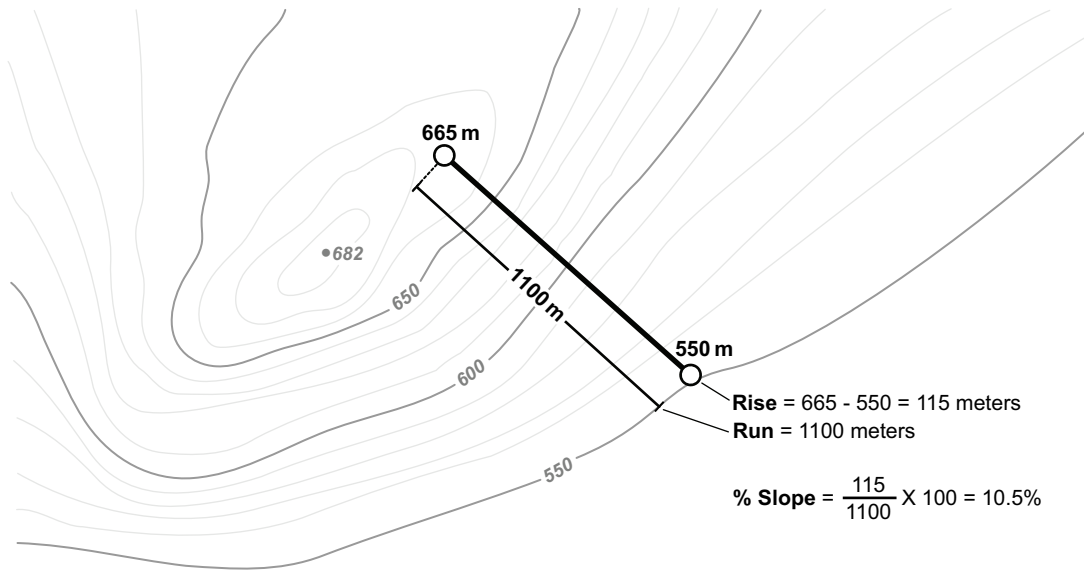 665 m
682
650
1100 m
600
550 m
Rise = 665 - 550 = 115 meters
Run = 1100 meters
550
% Slope = 115/1100 X 100 = 10.5%